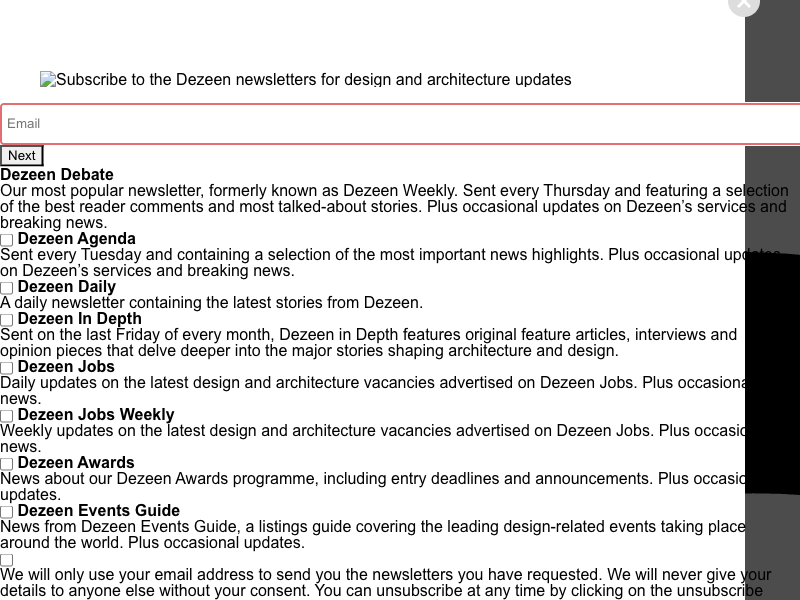 Subscribe to the Dezeen newsletters for design and architecture updates
Email
Next
Dezeen Debate
Our most popular newsletter, formerly known as Dezeen Weekly. Sent every Thursday and featuring a selection
of the best reader comments and most talked-about stories. Plus occasional updates on Dezeen’s services and
breaking news.
Dezeen Agenda
Sent every Tuesday and containing a selection of the most important news highlights. Plus occasional updates
on Dezeen’s services and breaking news.
Dezeen Daily
A daily newsletter containing the latest stories from Dezeen.
Dezeen In Depth
Sent on the last Friday of every month, Dezeen in Depth features original feature articles, interviews and
opinion pieces that delve deeper into the major stories shaping architecture and design.
Dezeen Jobs
Daily updates on the latest design and architecture vacancies advertised on Dezeen Jobs. Plus occasiona
news.
Dezeen Jobs Weekly
Weekly updates on the latest design and architecture vacancies advertised on Dezeen Jobs. Plus occasio
news.
Dezeen Awards
News about our Dezeen Awards programme, including entry deadlines and announcements. Plus occasio
updates.
Dezeen Events Guide
News from Dezeen Events Guide, a listings guide covering the leading design-related events taking place
around the world. Plus occasional updates.
We will only use your email address to send you the newsletters you have requested. We will never give your
details to anyone else without your consent. You can unsubscribe at any time by clicking on the unsubscribe